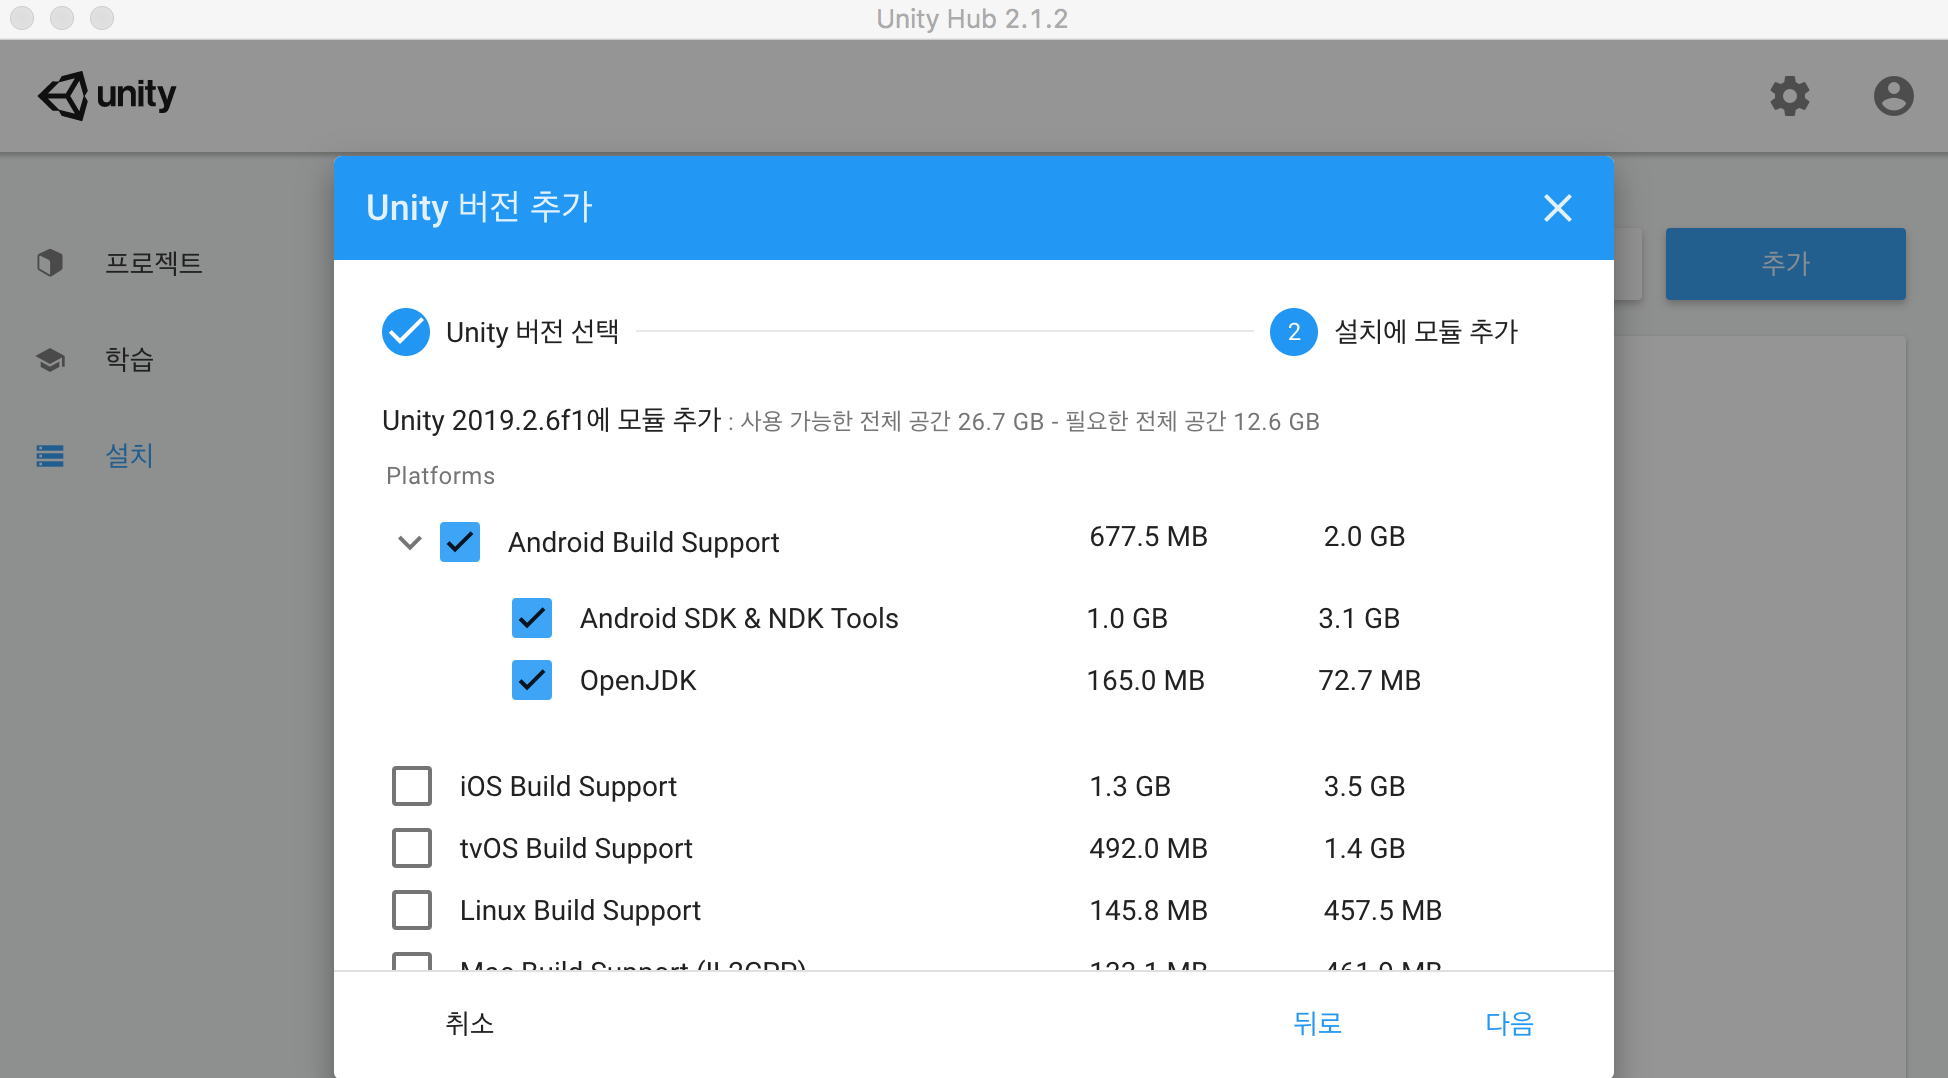 Unity Hub 2.1.2
unity
Unity 버전 추가
프로젝트
추가
Unity 버전 선택
2 설치에 모듈 추가
학습
Unity 2019.2.6f1에 모듈 추가 : 사용 가능한 전체 공간 26.7 GB - 필요한 전체 공간 12.6 GB
설치
Platforms
Android Build Support 677.5 MB 2.0 GB
Android SDK & NDK Tools 1.0 GB 3.1 GB
OpenJDK 165.0 MB 72.7 MB
iOS Build Support 1.3 GB 3.5 GB
tvOS Build Support 492.0 MB 1.4 GB
Linux Build Support 145.8 MB 457.5 MB
Mac Build Support (IL2CPP) MB MB
취소 뒤로 다음